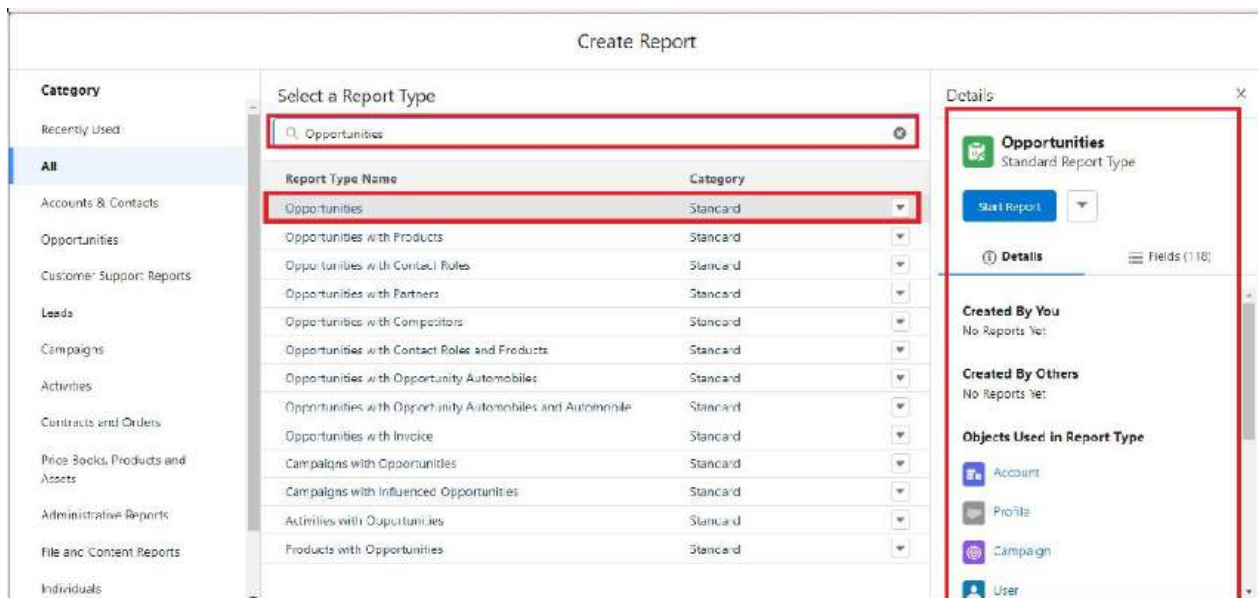 Create Report
Category
Recently Used
All
Accounts & Contacts
Opportunities
Customer Support Reports
Leads
Campaigns
Activities
Contracts and Orders
Price Books, Products and
Assets
Administrative Reports
File and Content Reports
Individuals
Select a Report Type
Opportunities
Report Type Name Category
Opportunities Standard
Opportunities with Products Standard
Opportunities with Contact Roles Standard
Opportunities with Partners Standard
Opportunities with Competitors Standard
Opportunities with Contact Roles and Products Standard
Opportunities with Opportunity Automobiles Standard
Opportunities with Opportunity Automobiles and Automobile Standard
Opportunities with Invoice Standard
Campaigns with Opportunities Standard
Campaigns with Influenced Opportunities Standard
Activities with Opportunities Standard
Products with Opportunities Standard
Details
Opportunities
Standard Report Type
Start Report
Details Fields (118)
Created By You
No Reports Yet
Created By Others
No Reports Yet
Objects Used in Report Type
Account
Profile
Campaign
User